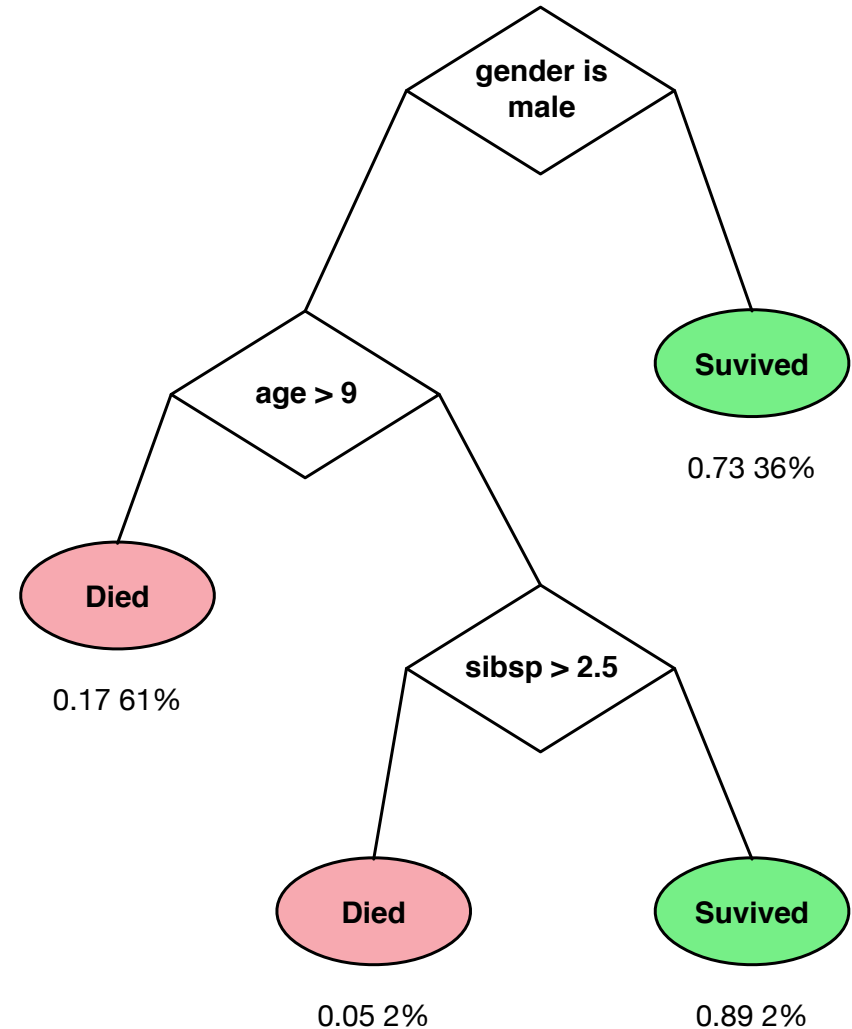 gender is
male
Suvived
0.73 36%
age > 9
Died
0.17 61%
sibsp > 2.5
Died
0.05 2%
Suvived
0.89 2%